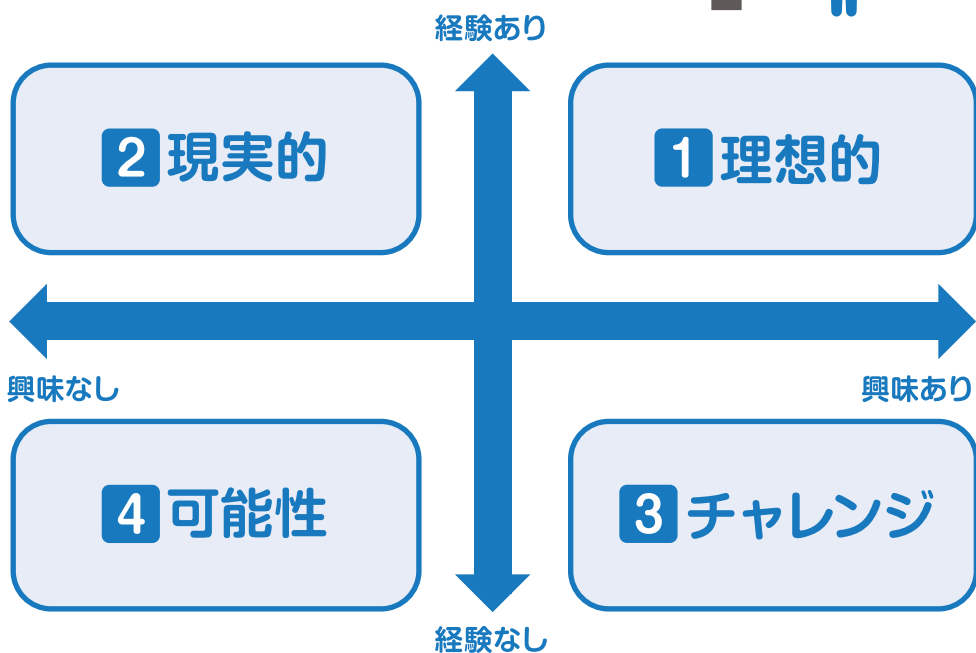 経験あり
2 現実的
1 理想的
興味なし
興味あり
4 可能性
3 チャレンジ
経験なし